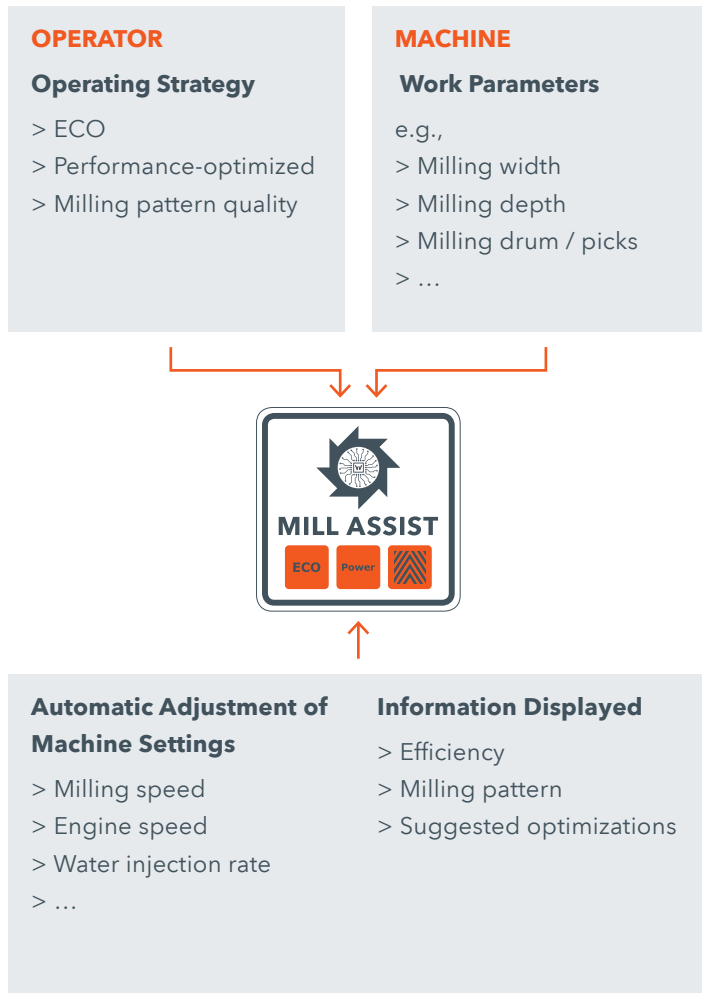 OPERATOR
Operating Strategy
> ECO
> Performance-optimized
> Milling pattern quality
MACHINE
Work Parameters
e.g.,
> Milling width
> Milling depth
> Milling drum / picks
> …
W
MILL ASSIST
ECO
Power
Automatic Adjustment of
Machine Settings
> Milling speed
> Engine speed
> Water injection rate
> …
Information Displayed
> Efficiency
> Milling pattern
> Suggested optimizations